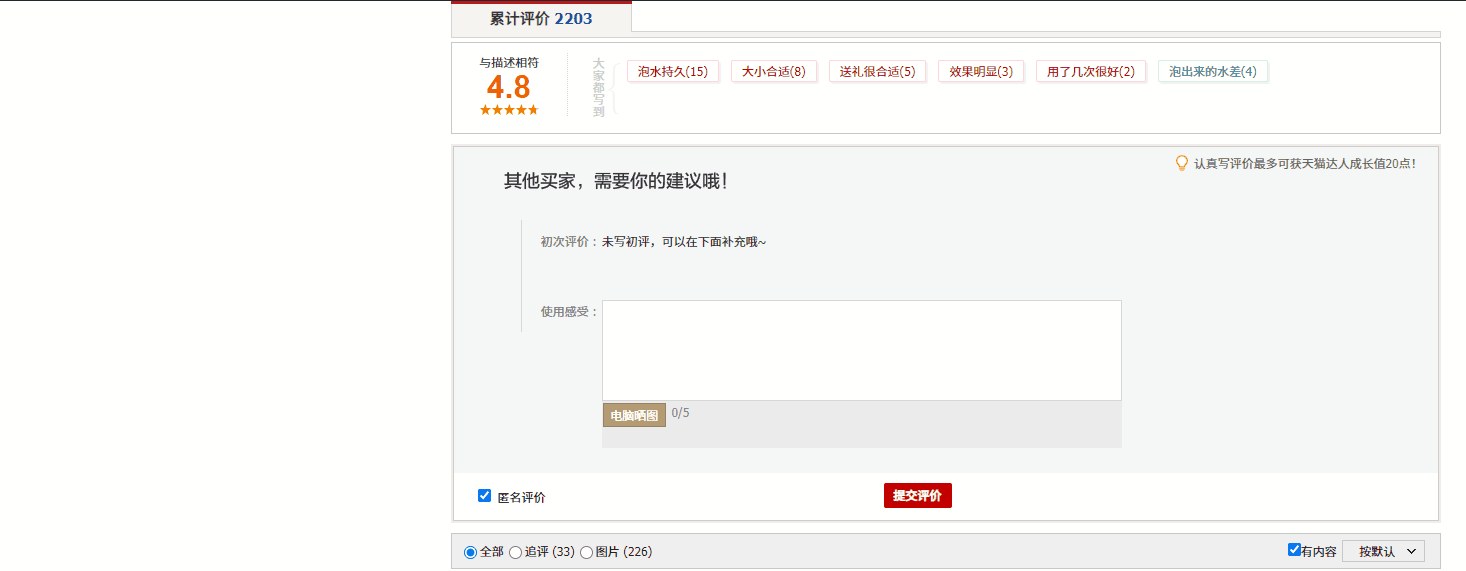 累计评价 2203
与描述相符
4.8
大家都写到
泡水持久(15) 大小合适(8) 送礼很合适(5) 效果明显(3) 用了几次很好(2) 泡出来的水差(4)
认真写评价最多可获天猫达人成长值20点！
其他买家，需要你的建议哦！
初次评价： 未写初评，可以在下面补充哦~
使用感受：
电脑晒图 0/5
匿名评价 提交评价
全部 追评 (33) 图片 (226) 有内容 按默认